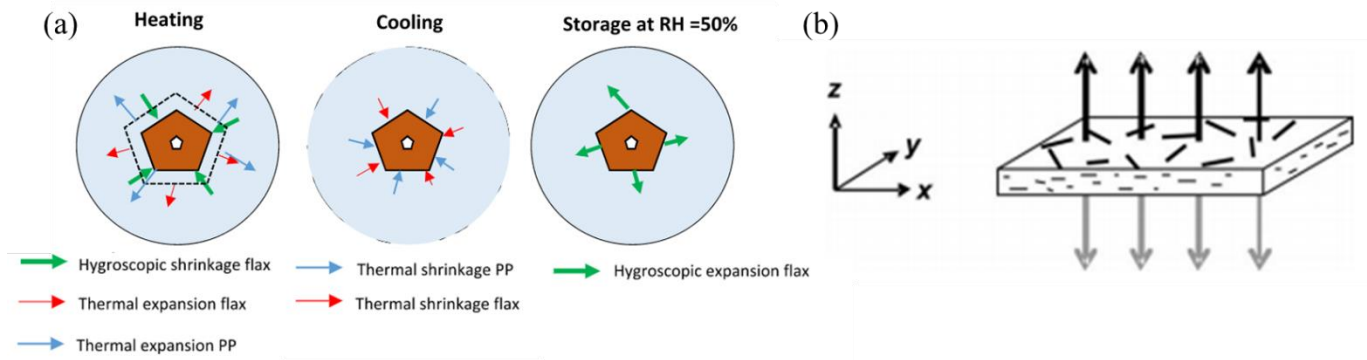 (a)
Heating
Cooling
Storage at RH =50%
(b)
Hygroscopic shrinkage flax
Thermal expansion flax
Thermal expansion PP
Thermal shrinkage PP
Thermal shrinkage flax
Hygroscopic expansion flax
z
y
x